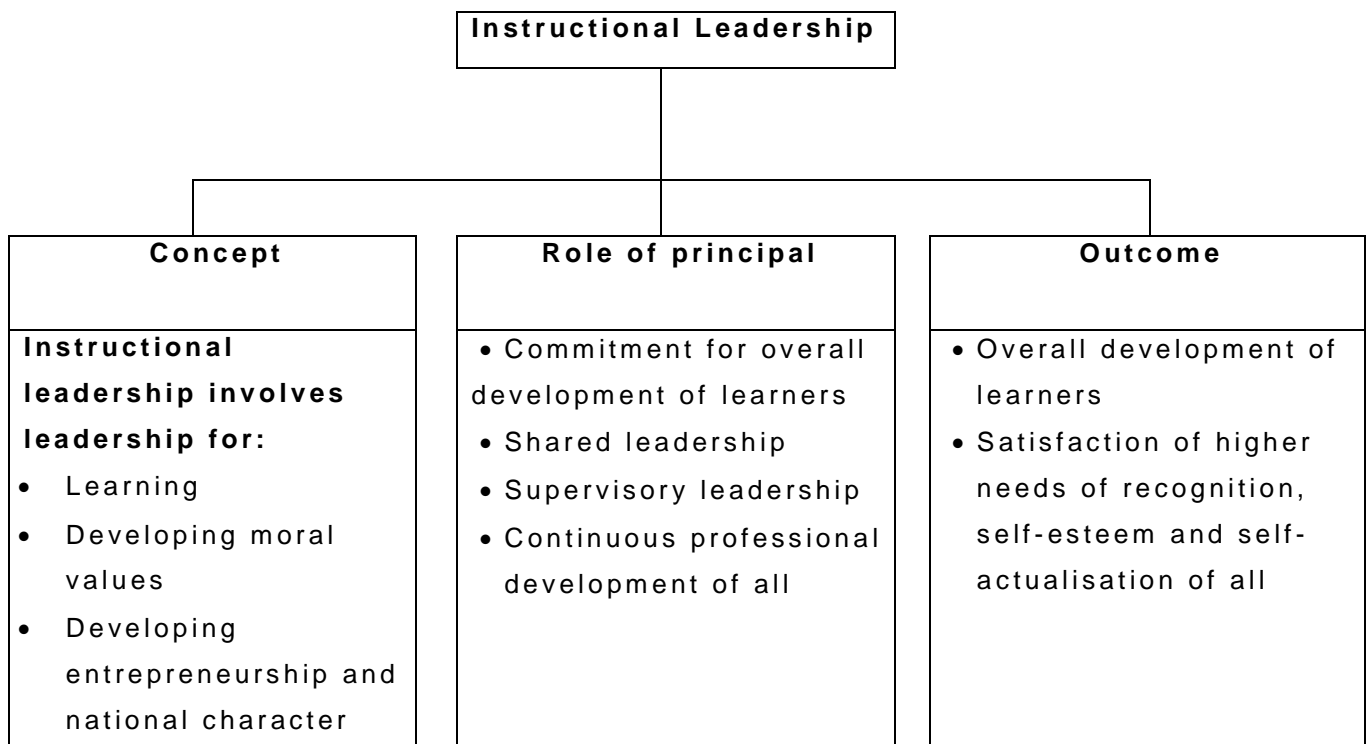 Instructional Leadership
Concept
Instructional
leadership involves
leadership for:
• Learning
• Developing moral
values
• Developing
entrepreneurship and
national character
Role of principal
• Commitment for overall
development of learners
• Shared leadership
• Supervisory leadership
• Continuous professional
development of all
Outcome
• Overall development of
learners
• Satisfaction of higher
needs of recognition,
self-esteem and self-
actualisation of all